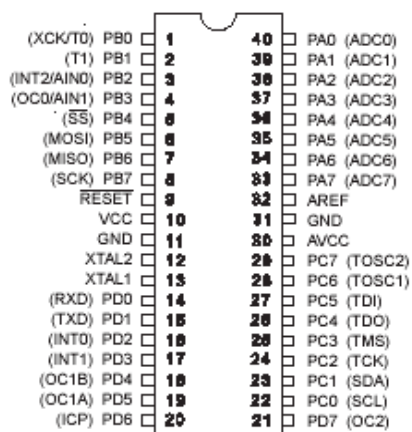 (XCK/T0) PB0 1 40 PA0 (ADC0)
(T1) PB1 2 39 PA1 (ADC1)
(INT2/AIN0) PB2 3 38 PA2 (ADC2)
(OC0/AIN1) PB3 4 37 PA3 (ADC3)
(SS) PB4 5 36 PA4 (ADC4)
(MOSI) PB5 6 35 PA5 (ADC5)
(MISO) PB6 7 34 PA6 (ADC6)
(SCK) PB7 8 33 PA7 (ADC7)
RESET 9 32 AREF
VCC 10 31 GND
GND 11 30 AVCC
XTAL2 12 29 PC7 (TOSC2)
XTAL1 13 28 PC6 (TOSC1)
(RXD) PD0 14 27 PC5 (TDI)
(TXD) PD1 15 26 PC4 (TDO)
(INT0) PD2 16 25 PC3 (TMS)
(INT1) PD3 17 24 PC2 (TCK)
(OC1B) PD4 18 23 PC1 (SDA)
(OC1A) PD5 19 22 PC0 (SCL)
(ICP) PD6 20 21 PD7 (OC2)